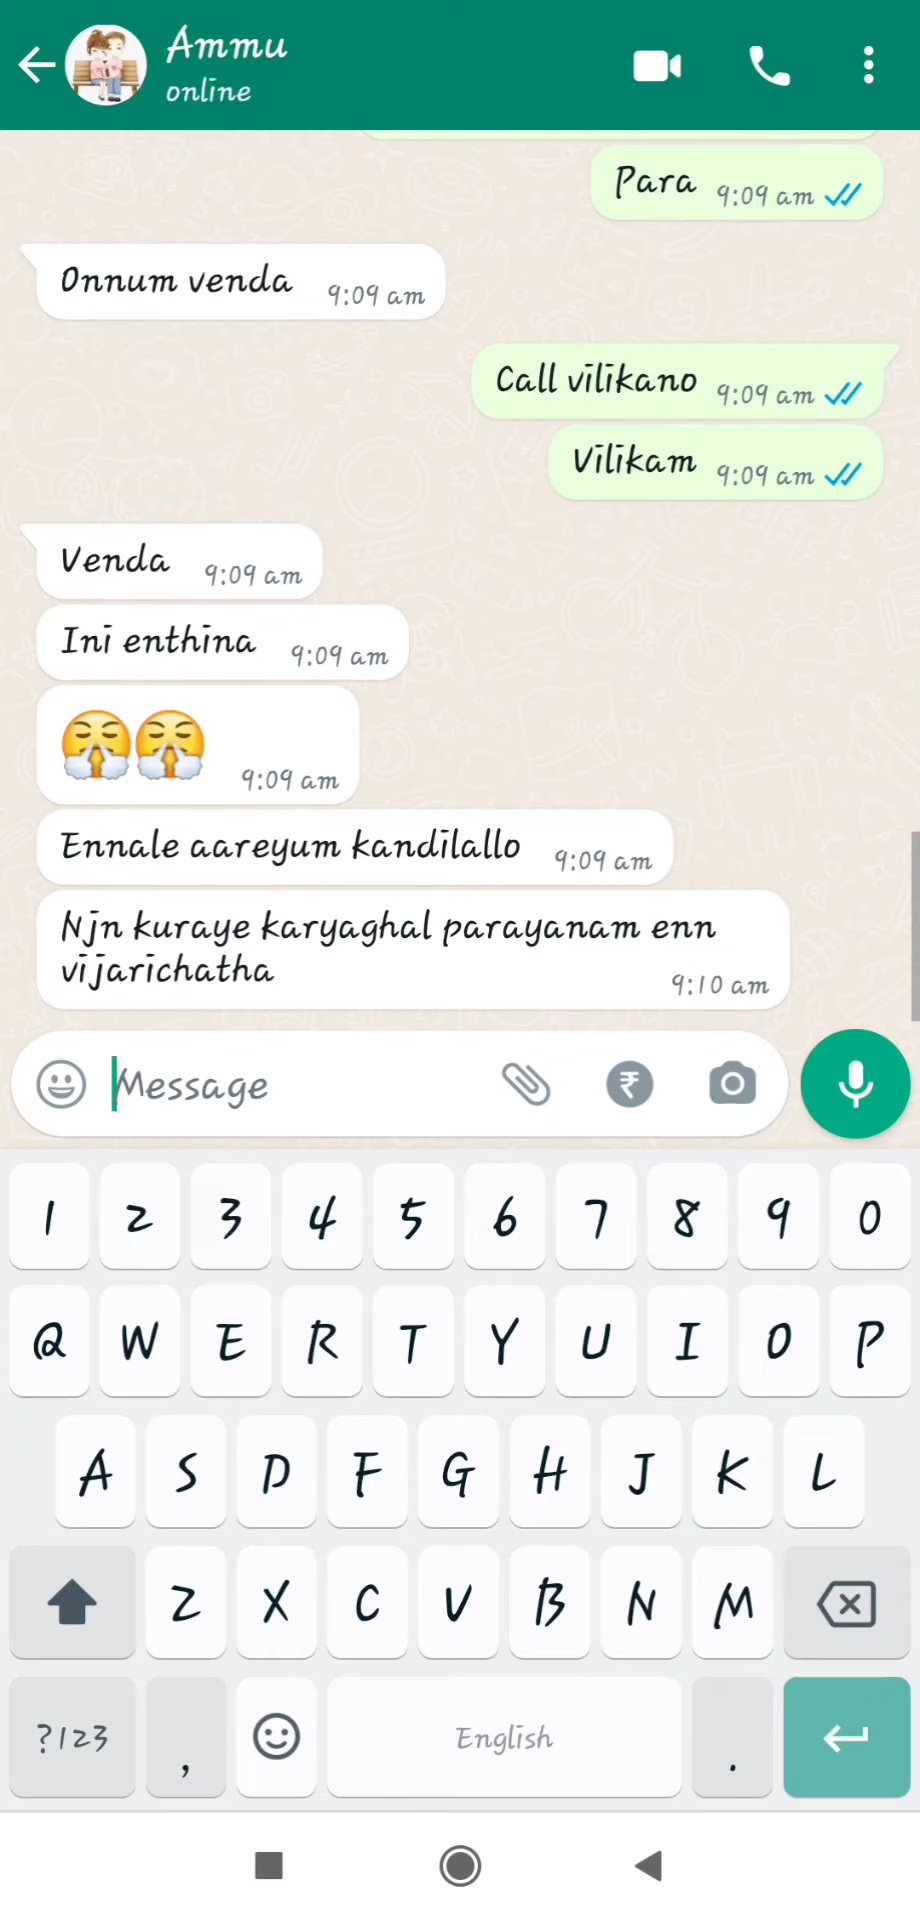 Ammu
online
Para 9:09 am
Onnum venda 9:09 am
Call vilikano 9:09 am
Vilikam 9:09 am
Venda 9:09 am
Ini enthina 9:09 am
😤😤 9:09 am
Ennale aareyum kandilallo 9:09 am
Njn kuraye karyaghal parayanam enn
vijarichatha 9:10 am
Message
1 2 3 4 5 6 7 8 9 0
Q W E R T Y U I O P
A S D F G H J K L
Z X C V B N M
?123 , English .